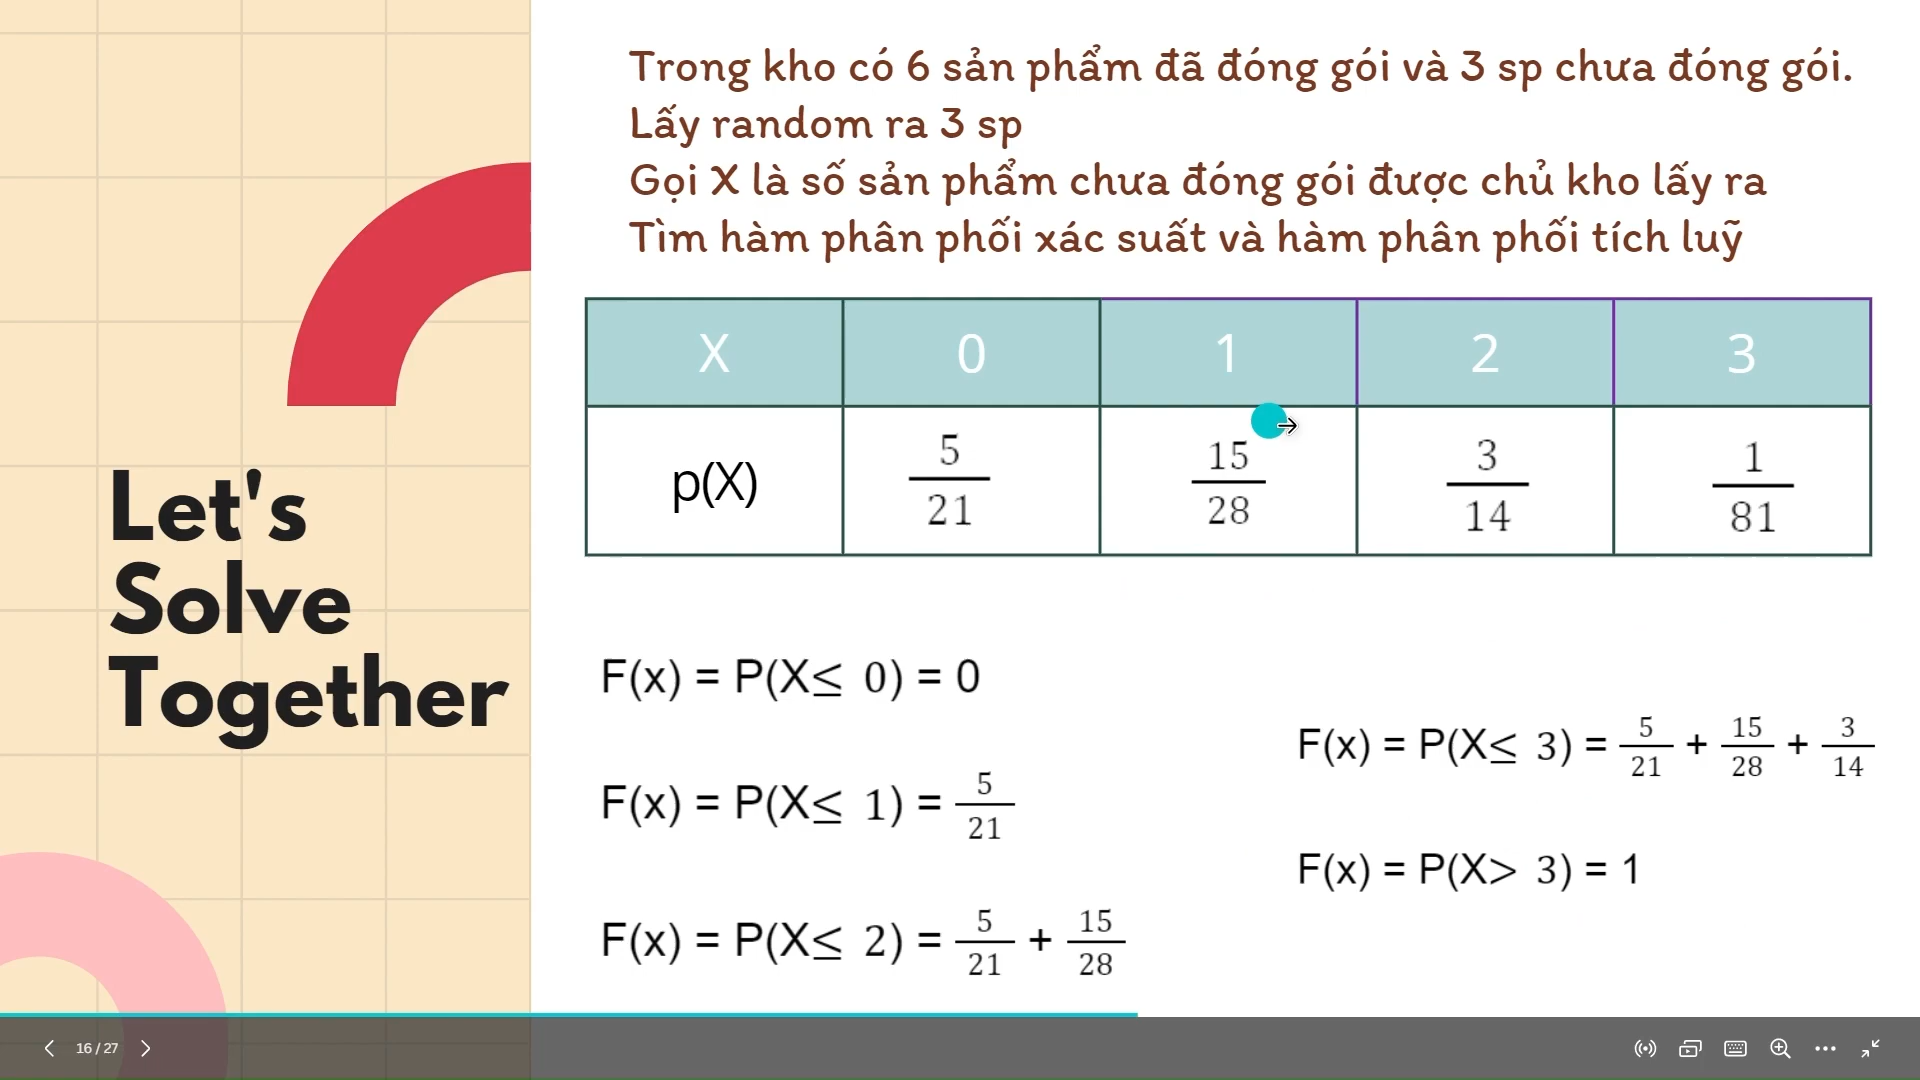 Let's
Solve
Together
Trong kho có 6 sản phẩm đã đóng gói và 3 sp chưa đóng gói.
Lấy random ra 3 sp
Gọi X là số sản phẩm chưa đóng gói được chủ kho lấy ra
Tìm hàm phân phối xác suất và hàm phân phối tích luỹ
X 0 1 2 3
p(X) 5/21 15/28 3/14 1/81
F(x) = P(X≤ 0) = 0
F(x) = P(X≤ 1) = 5/21
F(x) = P(X≤ 2) = 5/21 + 15/28
F(x) = P(X≤ 3) = 5/21 + 15/28 + 3/14
F(x) = P(X> 3) = 1
16 / 27